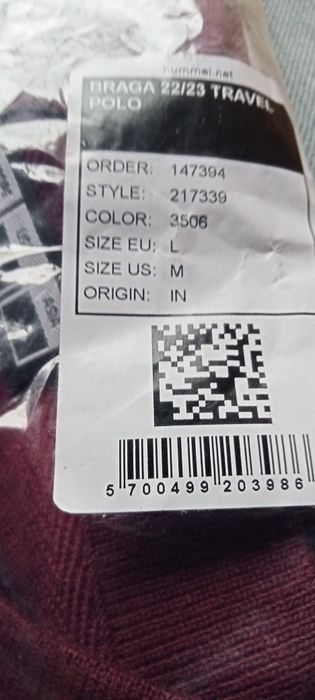 hummel.net
BRAGA 22/23 TRAVEL
POLO
ORDER: 147394
STYLE: 217339
COLOR: 3506
SIZE EU: L
SIZE US: M
ORIGIN: IN
5 700499 203986